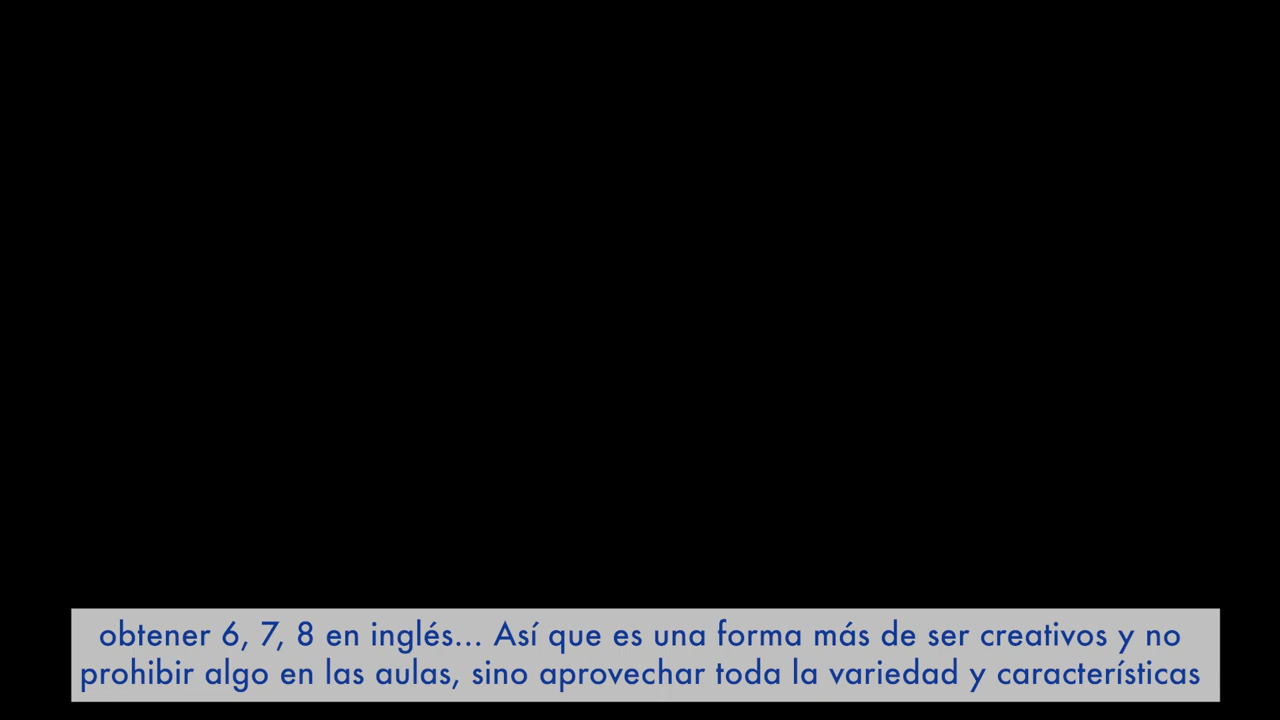 obtener 6, 7, 8 en inglés... Así que es una forma más de ser creativos y no
prohibir algo en las aulas, sino aprovechar toda la variedad y características